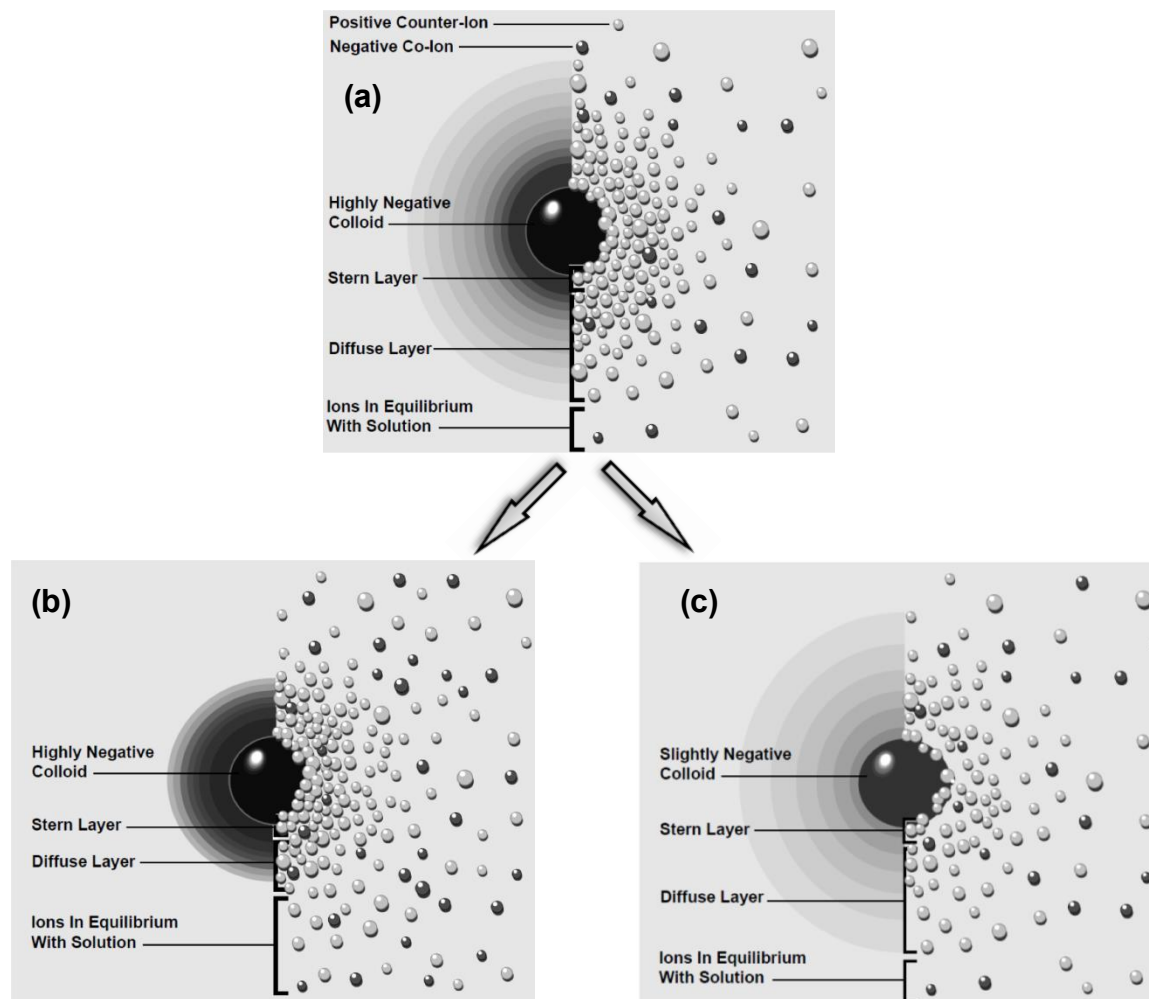 Positive Counter-Ion
Negative Co-Ion
(a)
Highly Negative
Colloid
Stern Layer
Diffuse Layer
Ions In Equilibrium
With Solution
(b)
Highly Negative
Colloid
Stern Layer
Diffuse Layer
Ions In Equilibrium
With Solution
(c)
Slightly Negative
Colloid
Stern Layer
Diffuse Layer
Ions In Equilibrium
With Solution